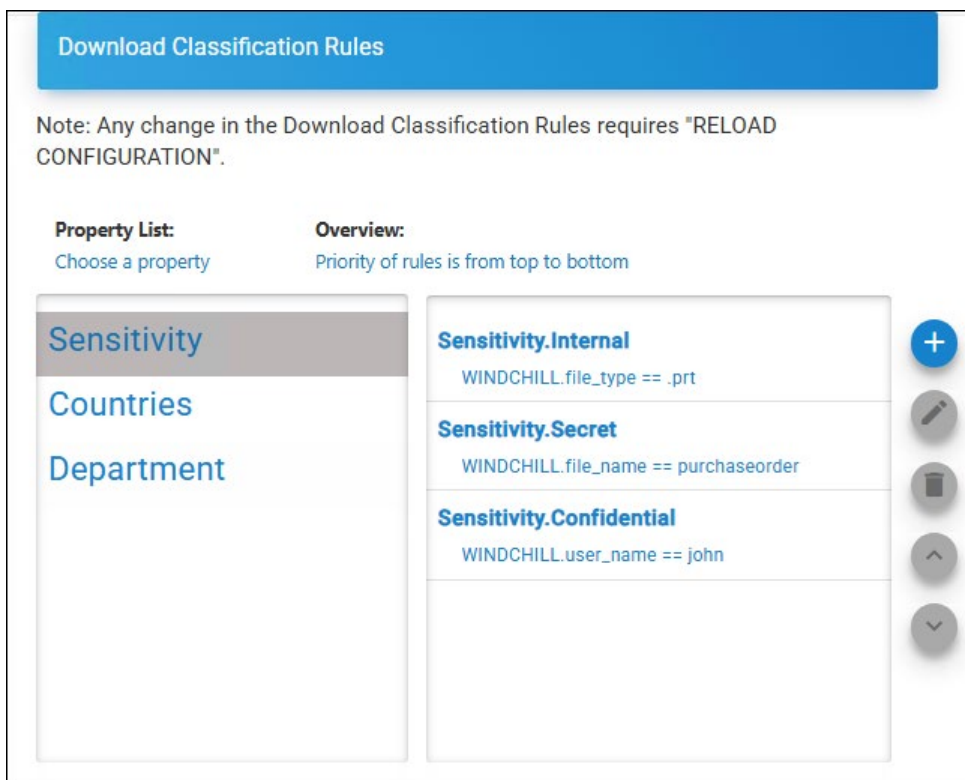 Download Classification Rules
Note: Any change in the Download Classification Rules requires "RELOAD
CONFIGURATION".
Property List:
Choose a property
Overview:
Priority of rules is from top to bottom
Sensitivity
Countries
Department
Sensitivity.Internal
WINDCHILL.file_type == .prt
Sensitivity.Secret
WINDCHILL.file_name == purchaseorder
Sensitivity.Confidential
WINDCHILL.user_name == john